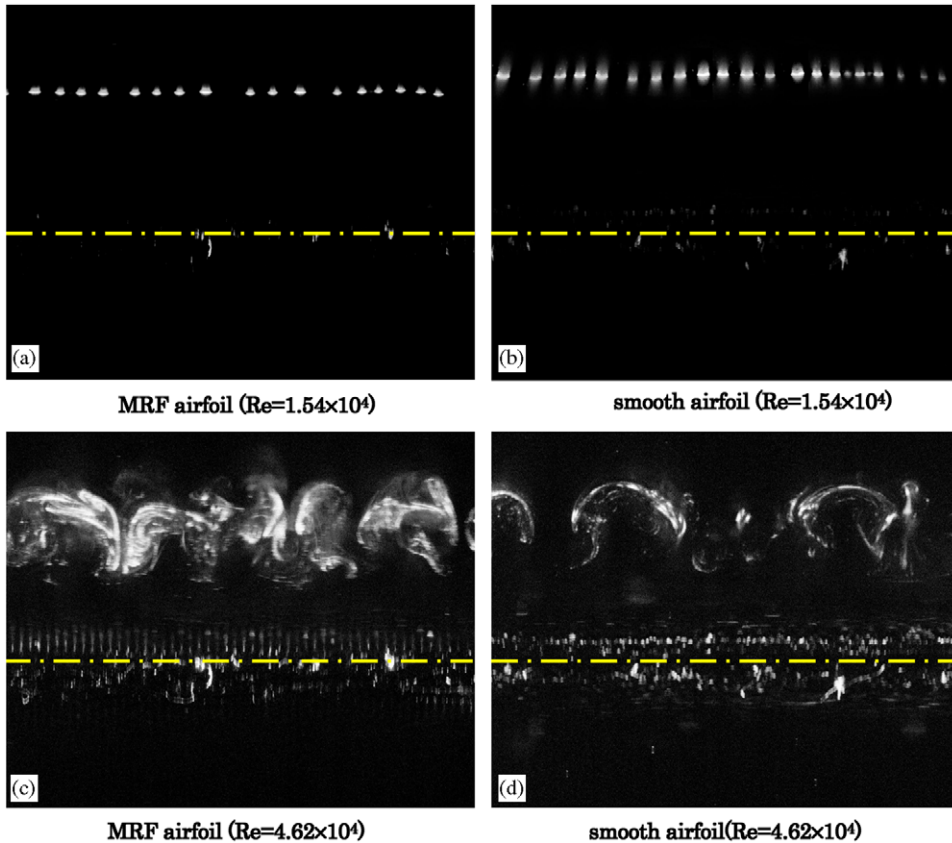 (a)
(b)
MRF airfoil (Re=1.54×10⁴)
smooth airfoil (Re=1.54×10⁴)
(c)
(d)
MRF airfoil (Re=4.62×10⁴)
smooth airfoil(Re=4.62×10⁴)